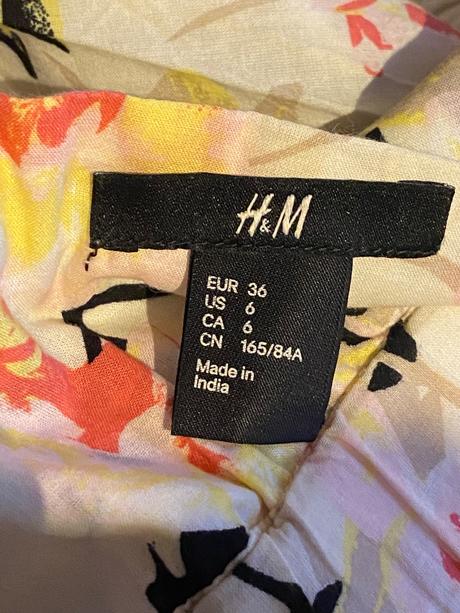 H&M
EUR 36
US 6
CA 6
CN 165/84A
Made in
India